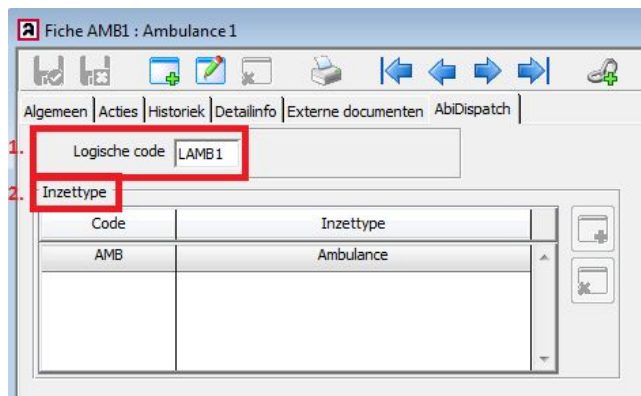 Fiche AMB1 : Ambulance 1
Algemeen Acties Historiek Detailinfo Externe documenten AbiDispatch
1. Logische code LAMB1
2. Inzettype
Code Inzettype
AMB Ambulance